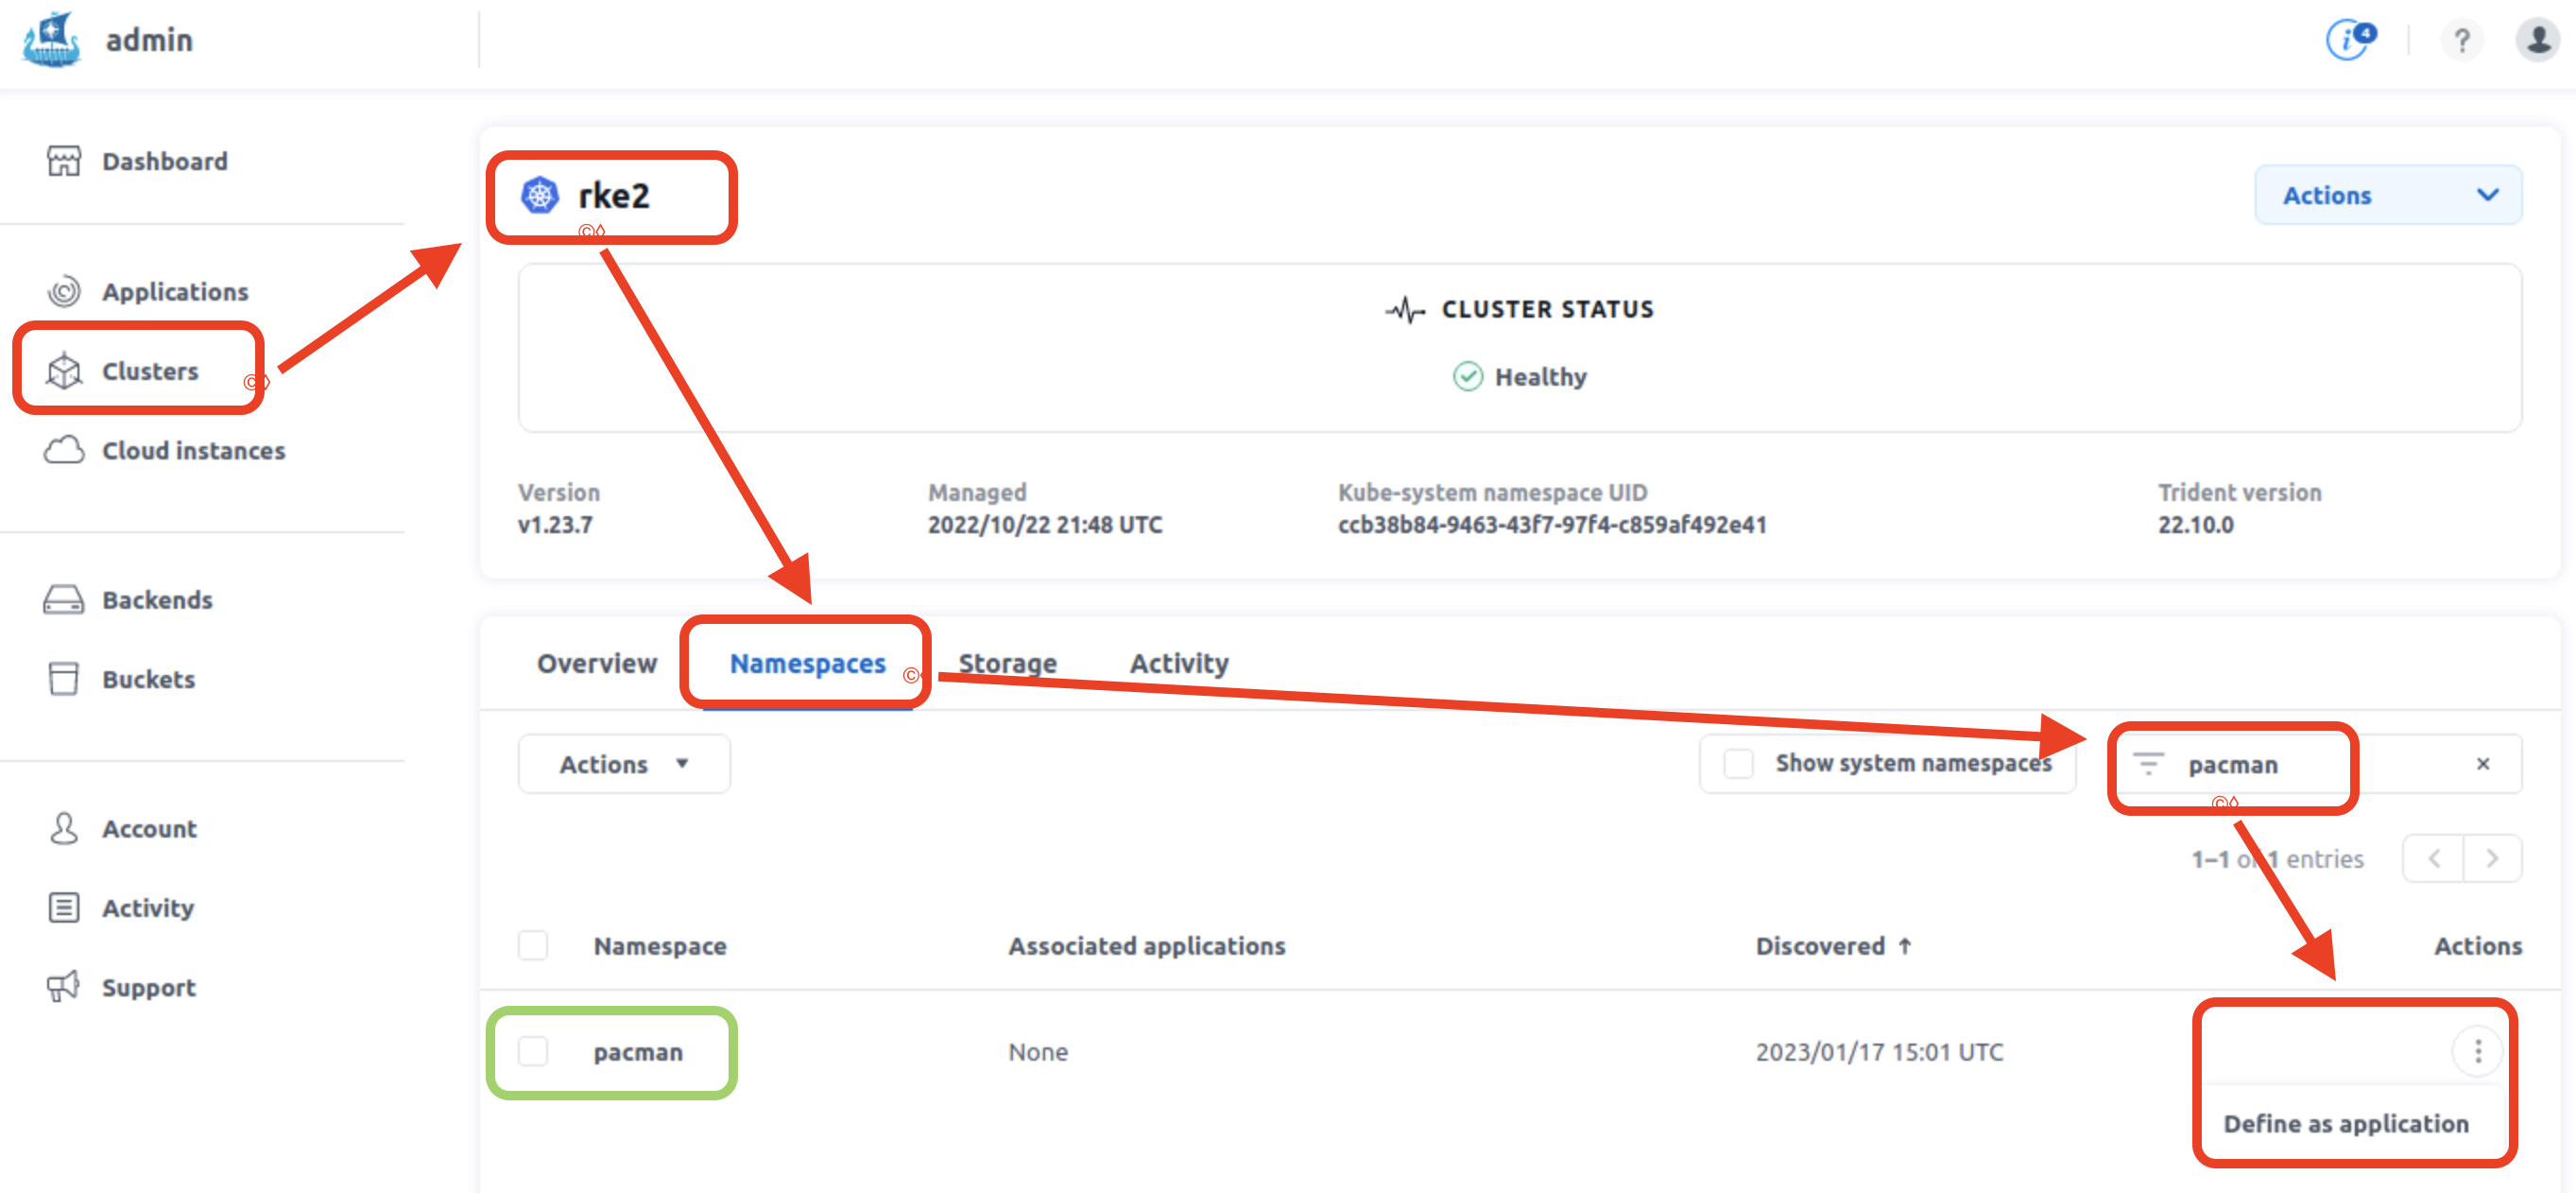 admin
4
?
Dashboard
Applications
Clusters
©◊
Cloud instances
Backends
Buckets
Account
Activity
Support
rke2
©◊
Actions
CLUSTER STATUS
Healthy
Version
v1.23.7
Managed
2022/10/22 21:48 UTC
Kube-system namespace UID
ccb38b84-9463-43f7-97f4-c859af492e41
Trident version
22.10.0
Overview Namespaces © Storage Activity
Actions
Show system namespaces
pacman
©◊
1–1 of 1 entries
Namespace Associated applications Discovered ↑ Actions
pacman None 2023/01/17 15:01 UTC
Define as application